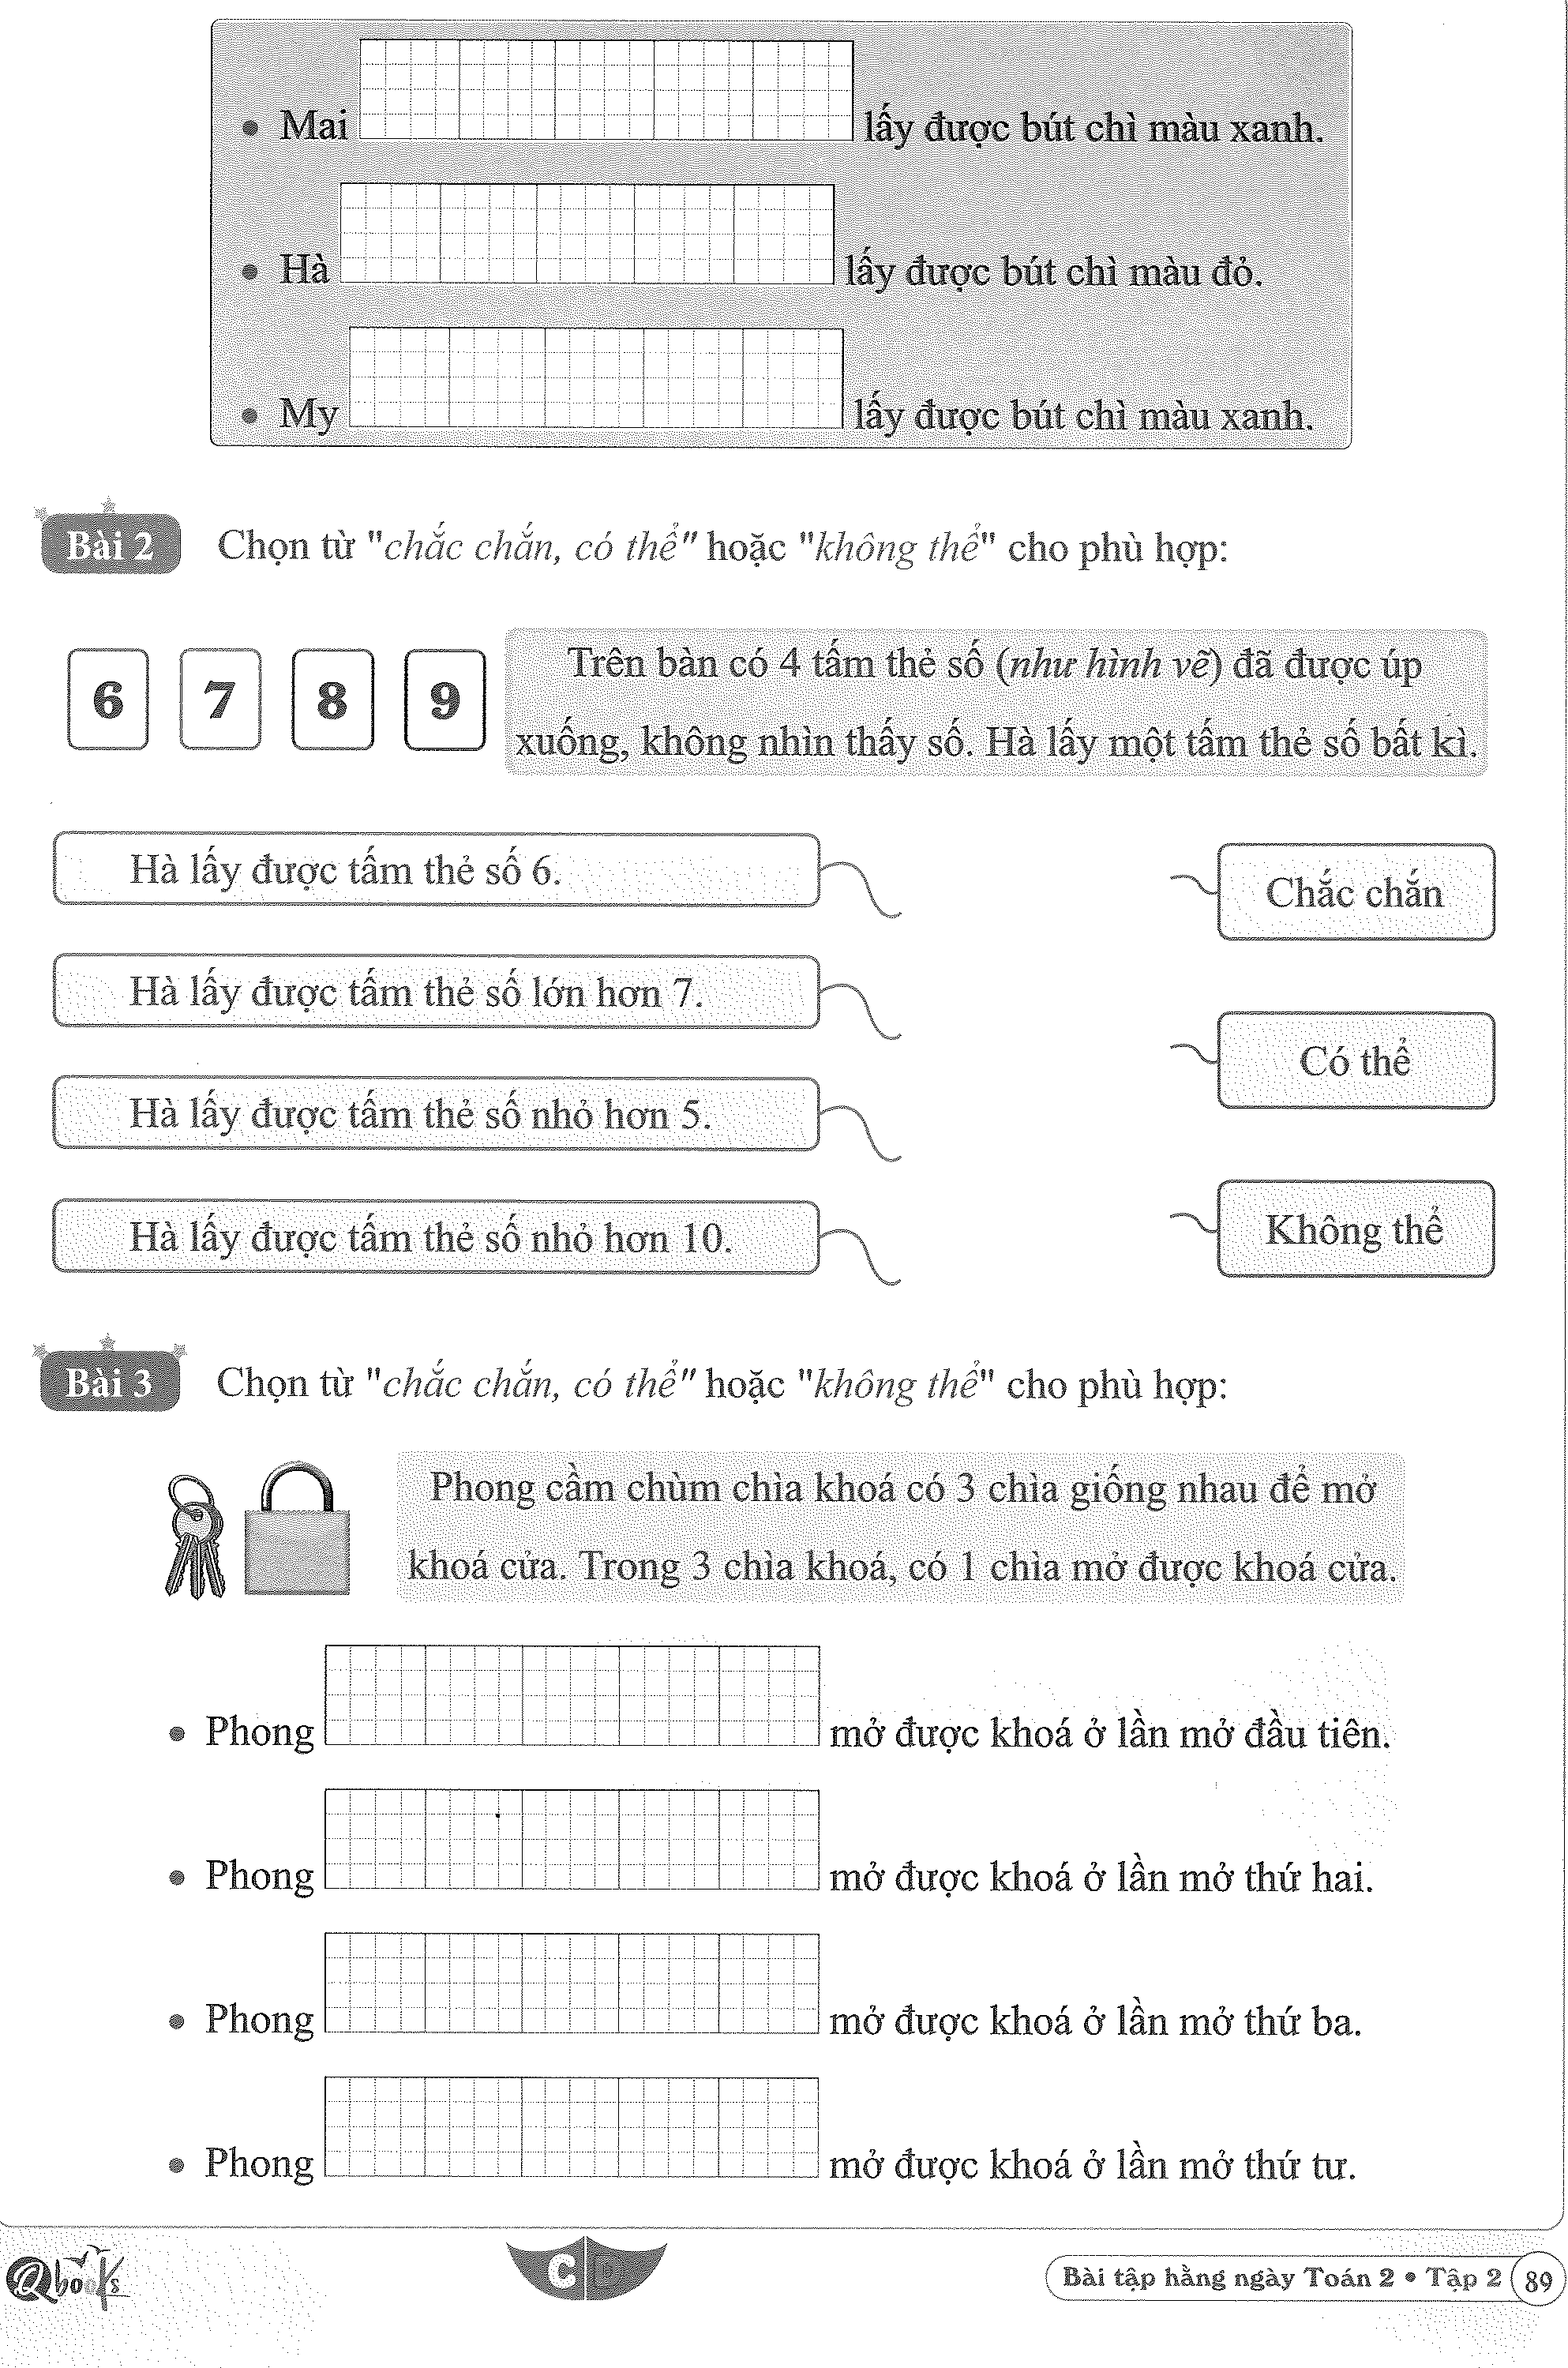 • Mai lấy được bút chì màu xanh.
• Hà lấy được bút chì màu đỏ.
• My lấy được bút chì màu xanh.
Bài 2 Chọn từ "chắc chắn, có thể" hoặc "không thể" cho phù hợp:
6 7 8 9
Trên bàn có 4 tấm thẻ số (như hình vẽ) đã được úp
xuống, không nhìn thấy số. Hà lấy một tấm thẻ số bất kì.
Hà lấy được tấm thẻ số 6.
Hà lấy được tấm thẻ số lớn hơn 7.
Hà lấy được tấm thẻ số nhỏ hơn 5.
Hà lấy được tấm thẻ số nhỏ hơn 10.
Chắc chắn
Có thể
Không thể
Bài 3 Chọn từ "chắc chắn, có thể" hoặc "không thể" cho phù hợp:
Phong cầm chùm chìa khoá có 3 chìa giống nhau để mở
khoá cửa. Trong 3 chìa khoá, có 1 chìa mở được khoá cửa.
• Phong mở được khoá ở lần mở đầu tiên.
• Phong mở được khoá ở lần mở thứ hai.
• Phong mở được khoá ở lần mở thứ ba.
• Phong mở được khoá ở lần mở thứ tư.
Qbooks
C D
Bài tập hằng ngày Toán 2 • Tập 2 89